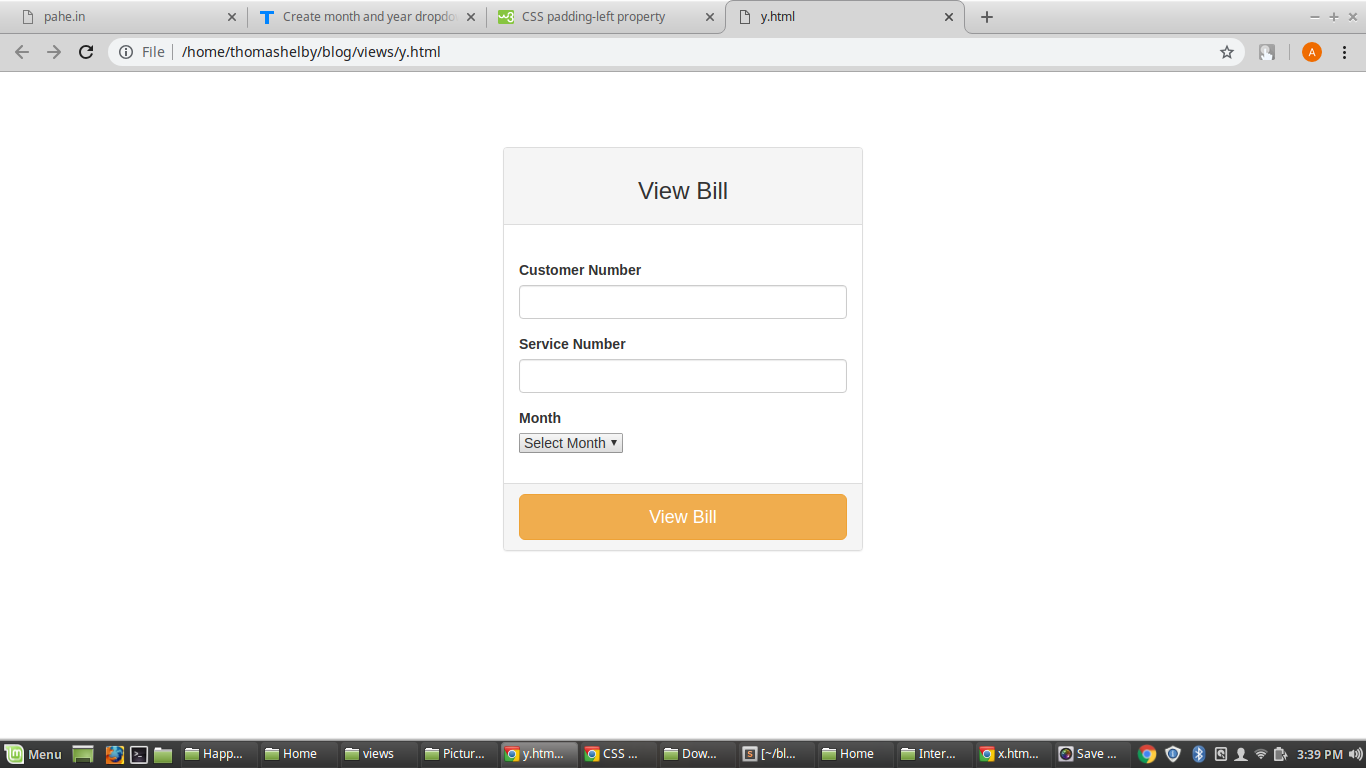 pahe.in
Create month and year dropdo
CSS padding-left property
y.html
File
/home/thomashelby/blog/views/y.html
A
View Bill
Customer Number
Service Number
Month
Select Month
View Bill
Menu
Happ...
Home
views
Pictur...
y.htm...
CSS ...
Dow...
[~/bl...
Home
Inter...
x.htm...
Save ...
3:39 PM